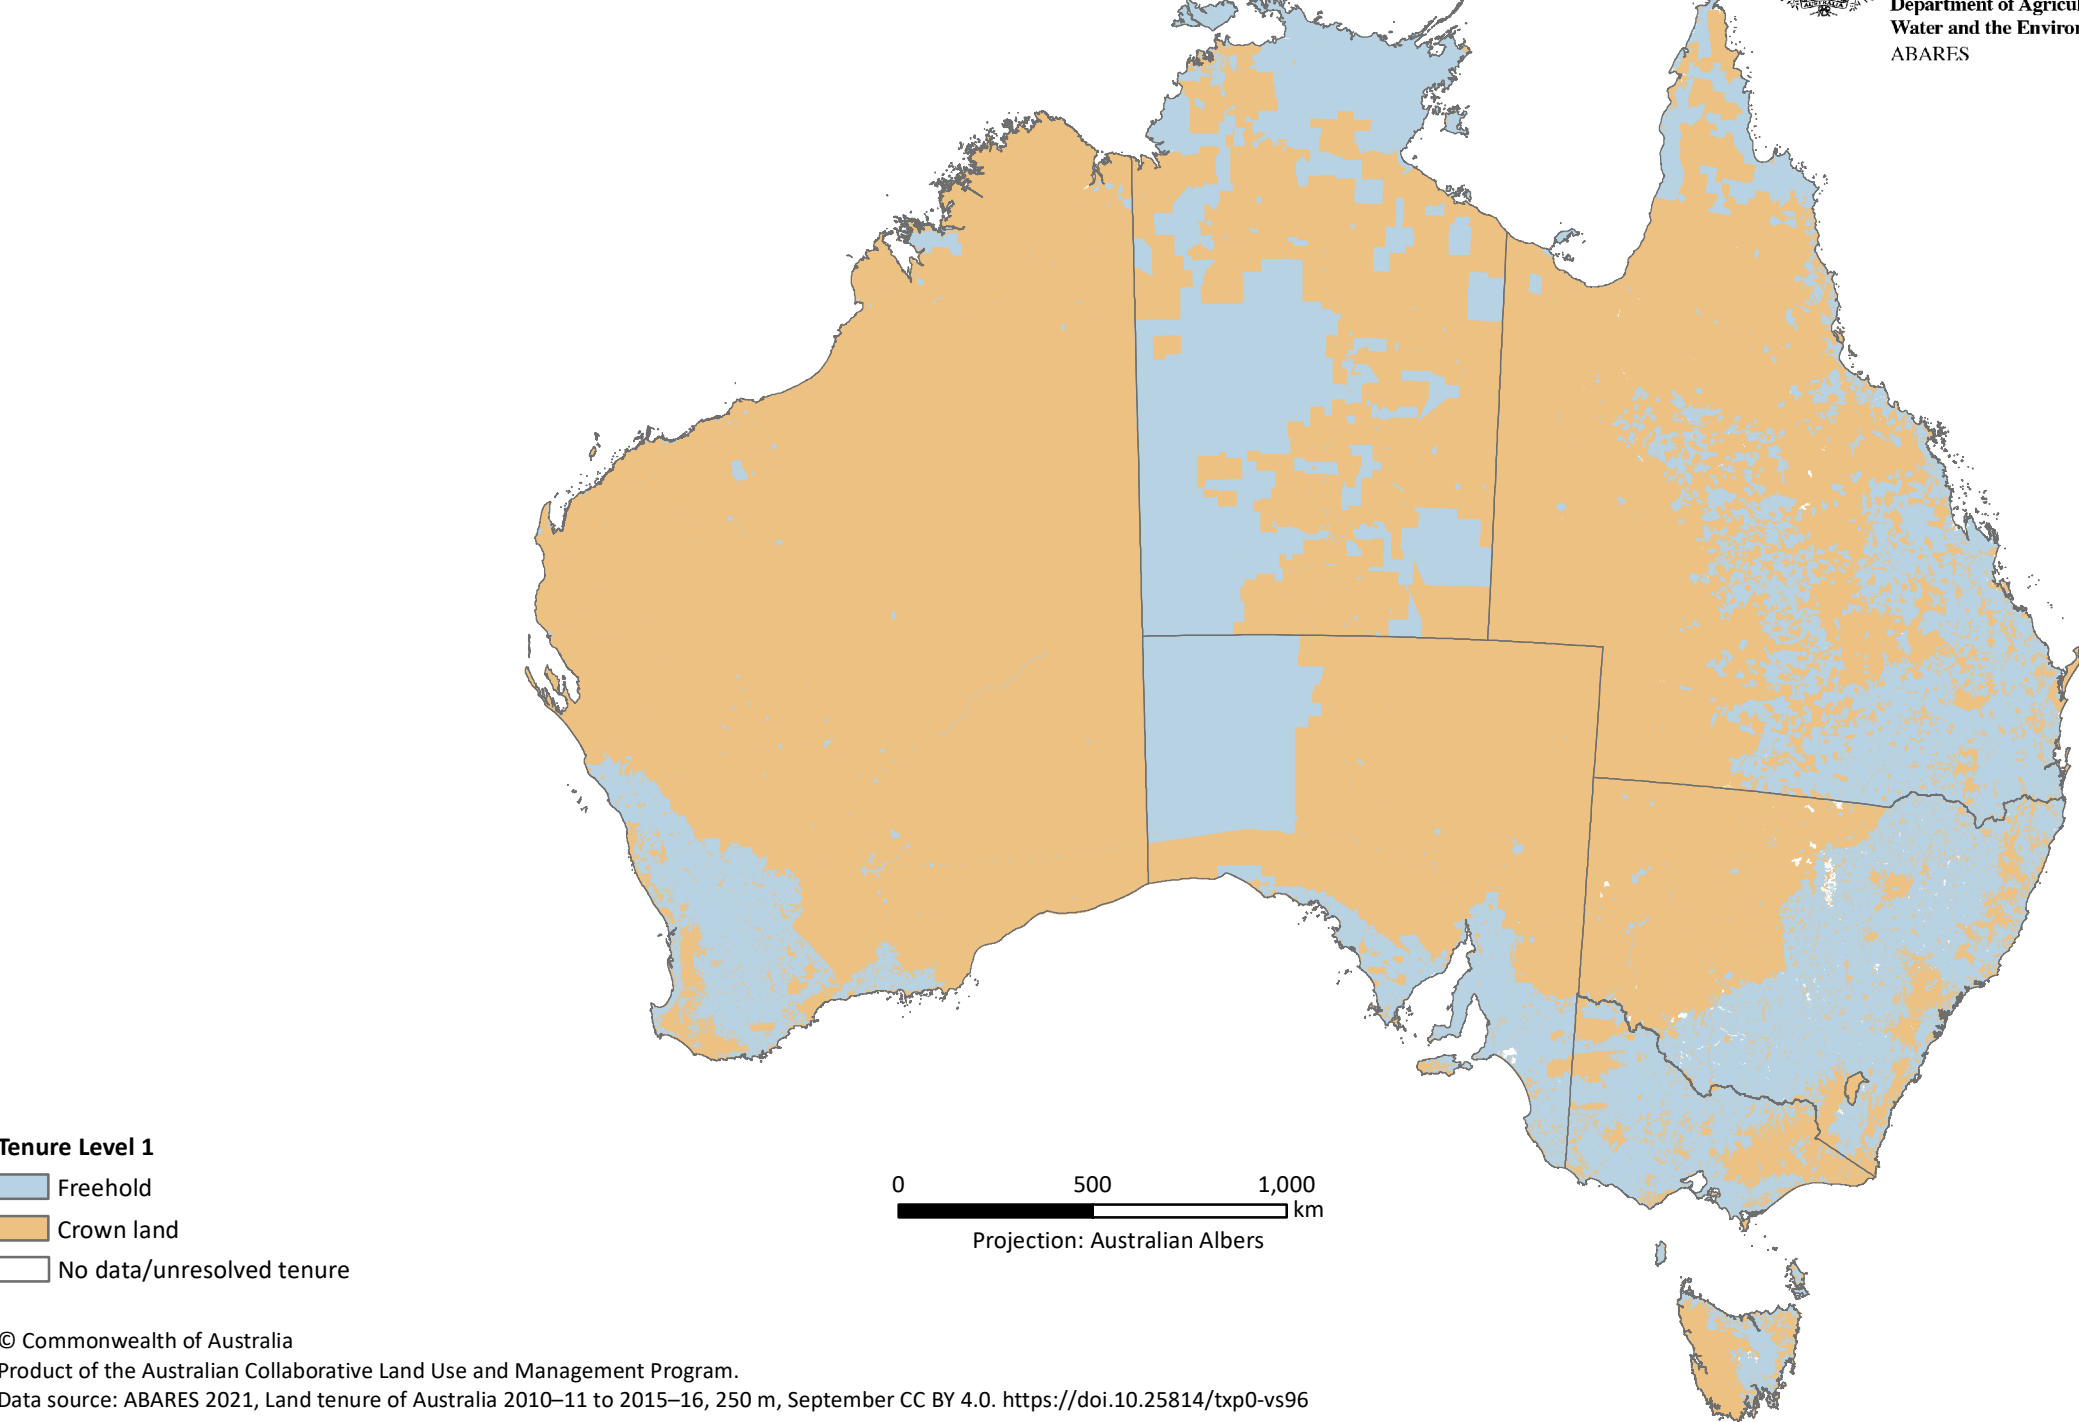 Department of Agricul
Water and the Environ
ABARES
Tenure Level 1
Freehold
Crown land
No data/unresolved tenure
0 500 1,000
km
Projection: Australian Albers
© Commonwealth of Australia
Product of the Australian Collaborative Land Use and Management Program.
Data source: ABARES 2021, Land tenure of Australia 2010–11 to 2015–16, 250 m, September CC BY 4.0. https://doi.org/10.25814/txp0-vs96